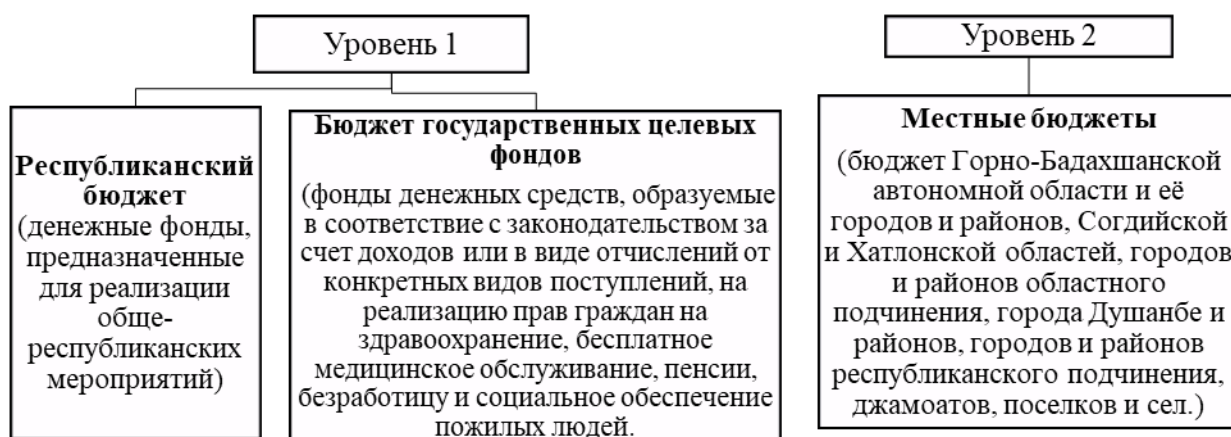 Уровень 1
Республиканский
бюджет
(денежные фонды,
предназначенные
для реализации
обще-
республиканских
мероприятий)
Бюджет государственных целевых
фондов
(фонды денежных средств, образуемые
в соответствие с законодательством за
счет доходов или в виде отчислений от
конкретных видов поступлений, на
реализацию прав граждан на
здравоохранение, бесплатное
медицинское обслуживание, пенсии,
безработицу и социальное обеспечение
пожилых людей.
Уровень 2
Местные бюджеты
(бюджет Горно-Бадахшанской
автономной области и её
городов и районов, Согдийской
и Хатлонской областей, городов
и районов областного
подчинения, города Душанбе и
районов, городов и районов
республиканского подчинения,
джамоатов, поселков и сел.)